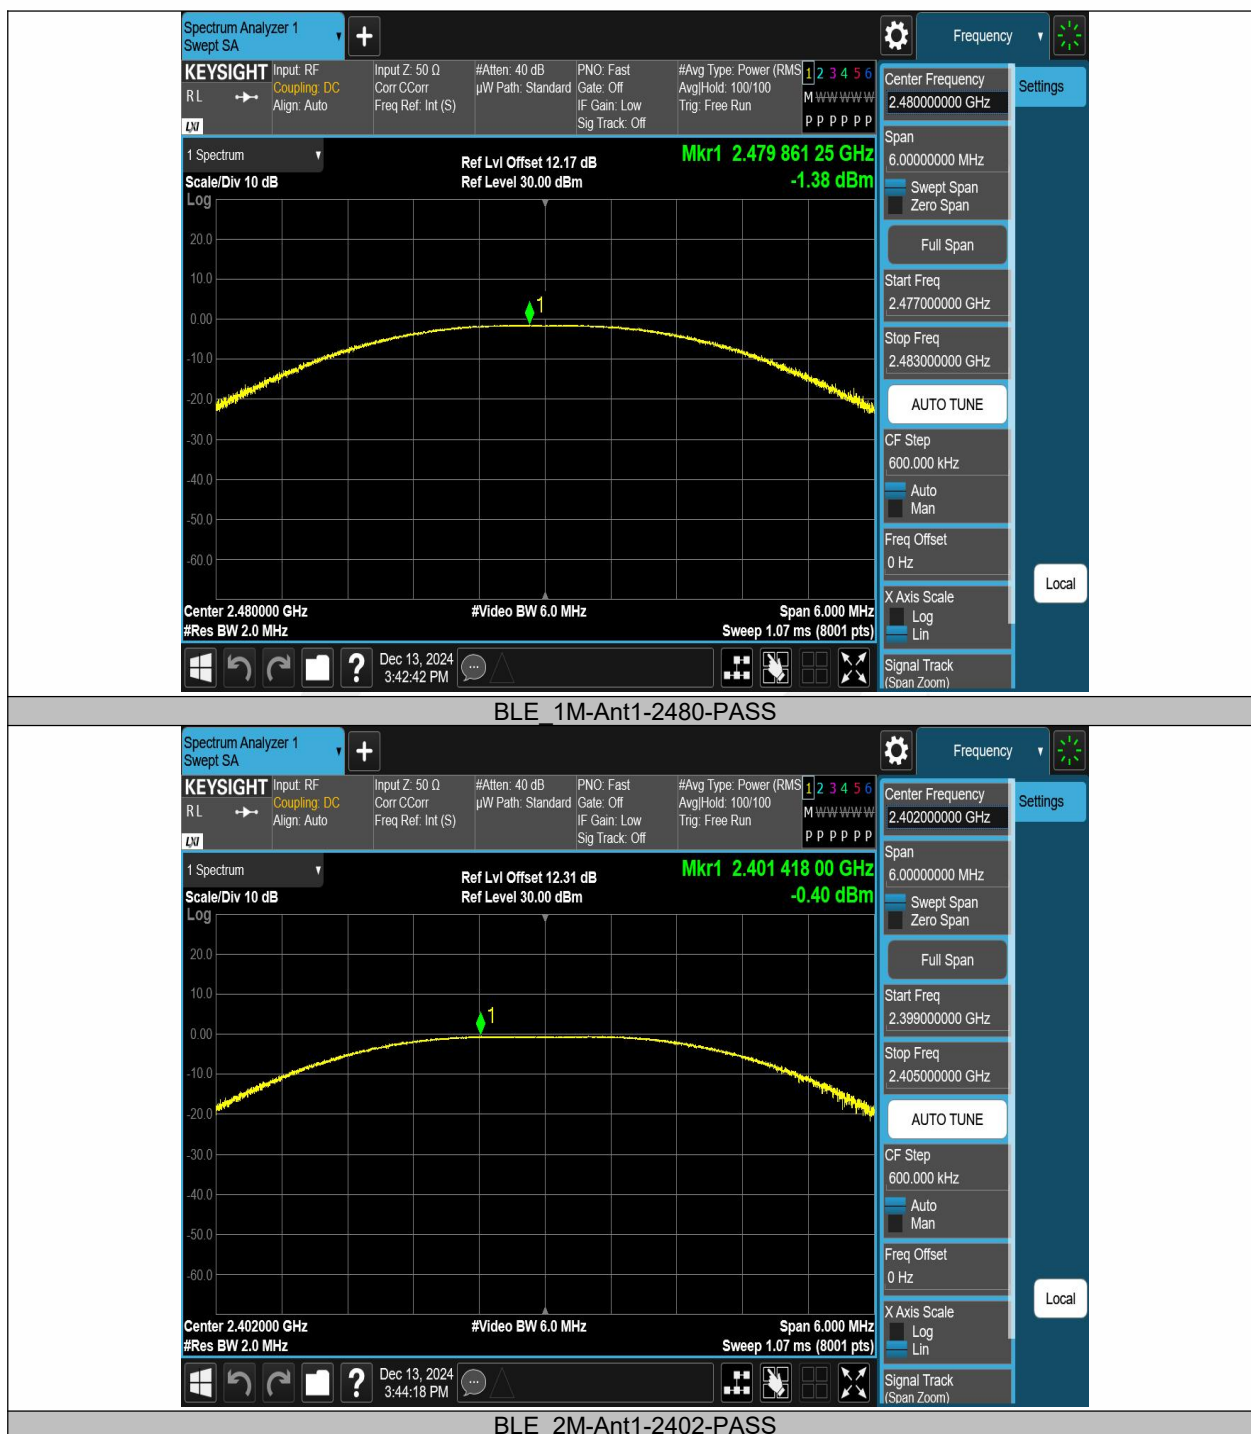 Spectrum Analyzer 1
Swept SA
Frequency
KEYSIGHT
RL
LXI
Input: RF
Coupling: DC
Align: Auto
Input Z: 50 Ω
Corr CCorr
Freq Ref: Int (S)
#Atten: 40 dB
µW Path: Standard
PNO: Fast
Gate: Off
IF Gain: Low
Sig Track: Off
#Avg Type: Power (RMS
Avg|Hold: 100/100
Trig: Free Run
1 2 3 4 5 6
M W W W W W
P P P P P P
Center Frequency
2.480000000 GHz
Settings
Span
6.00000000 MHz
Swept Span
Zero Span
Full Span
Start Freq
2.477000000 GHz
Stop Freq
2.483000000 GHz
AUTO TUNE
CF Step
600.000 kHz
Auto
Man
Freq Offset
0 Hz
X Axis Scale
Log
Lin
Signal Track
(Span Zoom)
Local
1 Spectrum
Scale/Div 10 dB
Log
Ref Lvl Offset 12.17 dB
Ref Level 30.00 dBm
Mkr1 2.479 861 25 GHz
-1.38 dBm
20.0
10.0
1
0.00
-10.0
-20.0
-30.0
-40.0
-50.0
-60.0
Center 2.480000 GHz
#Video BW 6.0 MHz
Span 6.000 MHz
#Res BW 2.0 MHz
Sweep 1.07 ms (8001 pts)
?
Dec 13, 2024
3:42:42 PM
BLE_1M-Ant1-2480-PASS
Spectrum Analyzer 1
Swept SA
Frequency
KEYSIGHT
RL
LXI
Input: RF
Coupling: DC
Align: Auto
Input Z: 50 Ω
Corr CCorr
Freq Ref: Int (S)
#Atten: 40 dB
µW Path: Standard
PNO: Fast
Gate: Off
IF Gain: Low
Sig Track: Off
#Avg Type: Power (RMS
Avg|Hold: 100/100
Trig: Free Run
1 2 3 4 5 6
M W W W W W
P P P P P P
Center Frequency
2.402000000 GHz
Settings
Span
6.00000000 MHz
Swept Span
Zero Span
Full Span
Start Freq
2.399000000 GHz
Stop Freq
2.405000000 GHz
AUTO TUNE
CF Step
600.000 kHz
Auto
Man
Freq Offset
0 Hz
X Axis Scale
Log
Lin
Signal Track
(Span Zoom)
Local
1 Spectrum
Scale/Div 10 dB
Log
Ref Lvl Offset 12.31 dB
Ref Level 30.00 dBm
Mkr1 2.401 418 00 GHz
-0.40 dBm
20.0
10.0
1
0.00
-10.0
-20.0
-30.0
-40.0
-50.0
-60.0
Center 2.402000 GHz
#Video BW 6.0 MHz
Span 6.000 MHz
#Res BW 2.0 MHz
Sweep 1.07 ms (8001 pts)
?
Dec 13, 2024
3:44:18 PM
BLE_2M-Ant1-2402-PASS